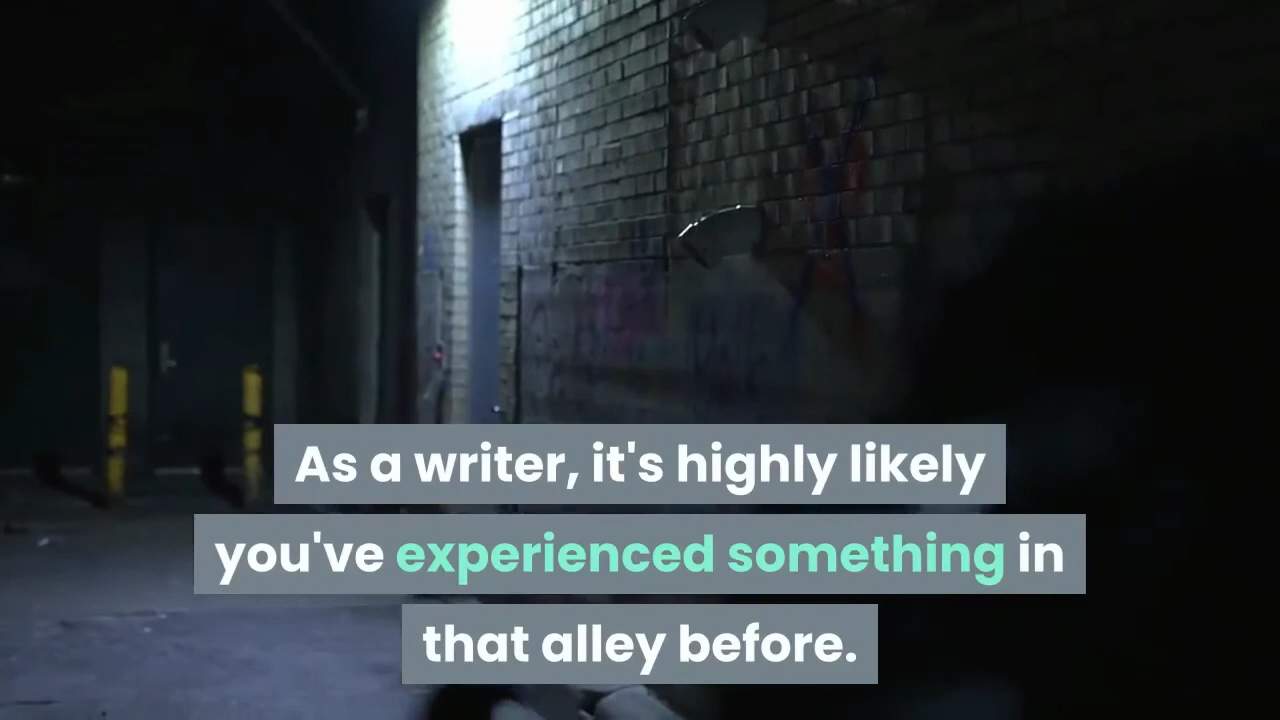 As a writer, it's highly likely
you've experienced something in
that alley before.